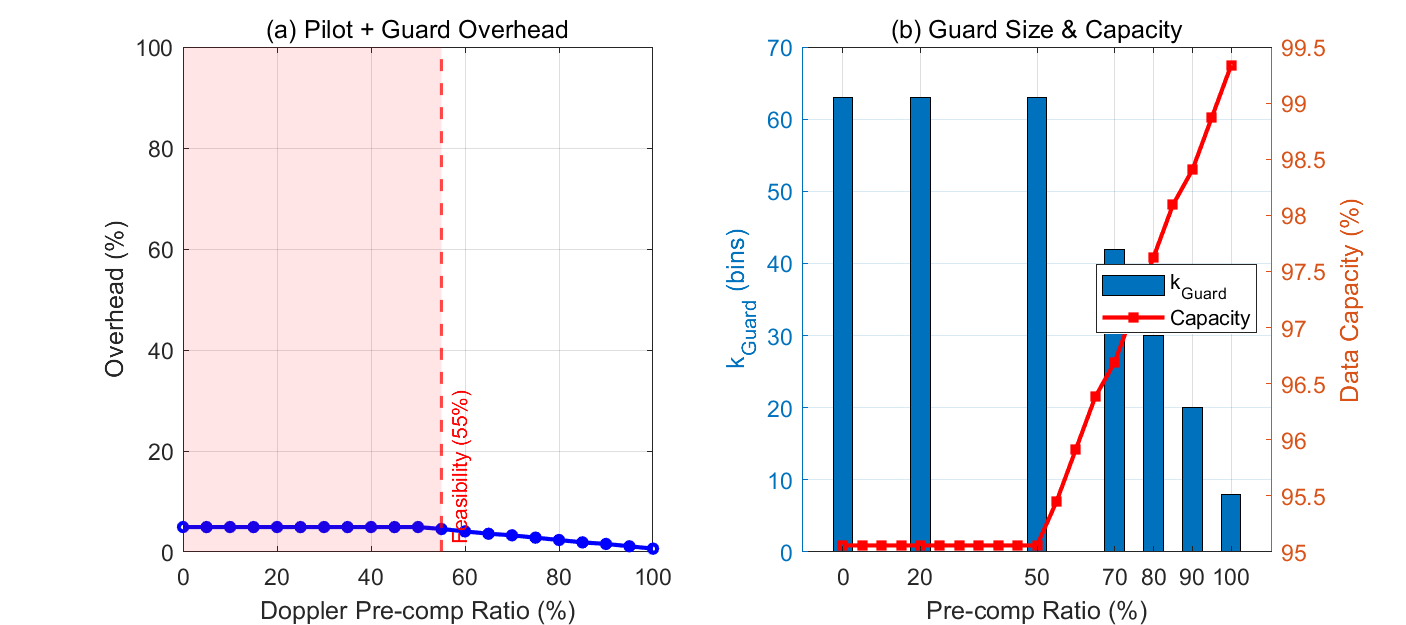 (a) Pilot + Guard Overhead
100
80
60
40
20
0
Overhead (%)
Feasibility (55%)
0 20 40 60 80 100
Doppler Pre-comp Ratio (%)
(b) Guard Size & Capacity
70
60
50
40
30
20
10
0
k_Guard (bins)
99.5
99
98.5
98
97.5
97
96.5
96
95.5
95
Data Capacity (%)
k_Guard
Capacity
0 20 50 70 80 90 100
Pre-comp Ratio (%)